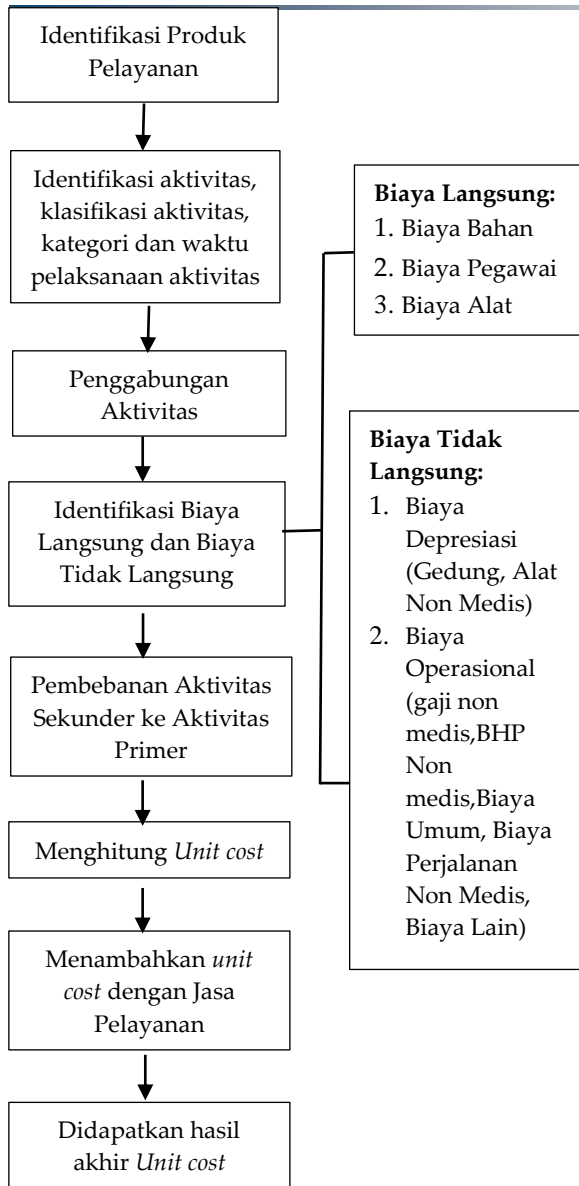 Identifikasi Produk
Pelayanan
Identifikasi aktivitas,
klasifikasi aktivitas,
kategori dan waktu
pelaksanaan aktivitas
Penggabungan
Aktivitas
Identifikasi Biaya
Langsung dan Biaya
Tidak Langsung
Pembebanan Aktivitas
Sekunder ke Aktivitas
Primer
Menghitung Unit cost
Menambahkan unit
cost dengan Jasa
Pelayanan
Didapatkan hasil
akhir Unit cost
Biaya Langsung:
1. Biaya Bahan
2. Biaya Pegawai
3. Biaya Alat
Biaya Tidak
Langsung:
1. Biaya
Depresiasi
(Gedung, Alat
Non Medis)
2. Biaya
Operasional
(gaji non
medis,BHP
Non
medis,Biaya
Umum, Biaya
Perjalanan
Non Medis,
Biaya Lain)